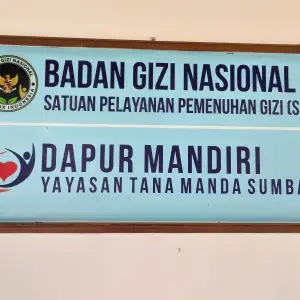 BADAN GIZI NASIONAL
SATUAN PELAYANAN PEMENUHAN GIZI (S
DAPUR MANDIRI
YAYASAN TANA MANDA SUMBA